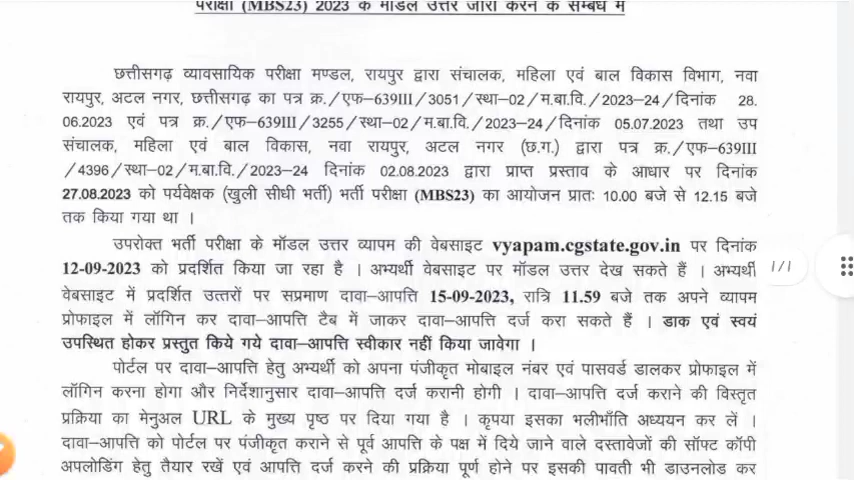 परीक्षा (MBS23) 2023 के मॉडल उत्तर जारी करने के सम्बंध में
छत्तीसगढ़ व्यावसायिक परीक्षा मण्डल, रायपुर द्वारा संचालक, महिला एवं बाल विकास विभाग, नवा
रायपुर, अटल नगर, छत्तीसगढ़ का पत्र क्र./एफ-639III/3051/स्था-02/म.बा.वि./2023-24/दिनांक 28.
06.2023 एवं पत्र क्र./एफ-639III/3255/स्था-02/म.बा.वि./2023-24/दिनांक 05.07.2023 तथा उप
संचालक, महिला एवं बाल विकास, नवा रायपुर, अटल नगर (छ.ग.) द्वारा पत्र क्र./एफ-639III
/4396/स्था-02/म.बा.वि./2023-24 दिनांक 02.08.2023 द्वारा प्राप्त प्रस्ताव के आधार पर दिनांक
27.08.2023 को पर्यवेक्षक (खुली सीधी भर्ती) भर्ती परीक्षा (MBS23) का आयोजन प्रातः 10.00 बजे से 12.15 बजे
तक किया गया था ।
उपरोक्त भर्ती परीक्षा के मॉडल उत्तर व्यापम की वेबसाइट vyapam.cgstate.gov.in पर दिनांक
12-09-2023 को प्रदर्शित किया जा रहा है । अभ्यर्थी वेबसाइट पर मॉडल उत्तर देख सकते हैं । अभ्यर्थी
वेबसाइट में प्रदर्शित उत्तरों पर सप्रमाण दावा–आपत्ति 15-09-2023, रात्रि 11.59 बजे तक अपने व्यापम
प्रोफाइल में लॉगिन कर दावा–आपत्ति टैब में जाकर दावा–आपत्ति दर्ज करा सकते हैं । डाक एवं स्वयं
उपस्थित होकर प्रस्तुत किये गये दावा–आपत्ति स्वीकार नहीं किया जावेगा ।
पोर्टल पर दावा–आपत्ति हेतु अभ्यर्थी को अपना पंजीकृत मोबाइल नंबर एवं पासवर्ड डालकर प्रोफाइल में
लॉगिन करना होगा और निर्देशानुसार दावा–आपत्ति दर्ज करानी होगी । दावा–आपत्ति दर्ज कराने की विस्तृत
प्रक्रिया का मेनुअल URL के मुख्य पृष्ठ पर दिया गया है । कृपया इसका भलीभाँति अध्ययन कर लें ।
दावा–आपत्ति को पोर्टल पर पंजीकृत कराने से पूर्व आपत्ति के पक्ष में दिये जाने वाले दस्तावेजों की सॉफ्ट कॉपी
अपलोडिंग हेतु तैयार रखें एवं आपत्ति दर्ज करने की प्रक्रिया पूर्ण होने पर इसकी पावती भी डाउनलोड कर
1/1